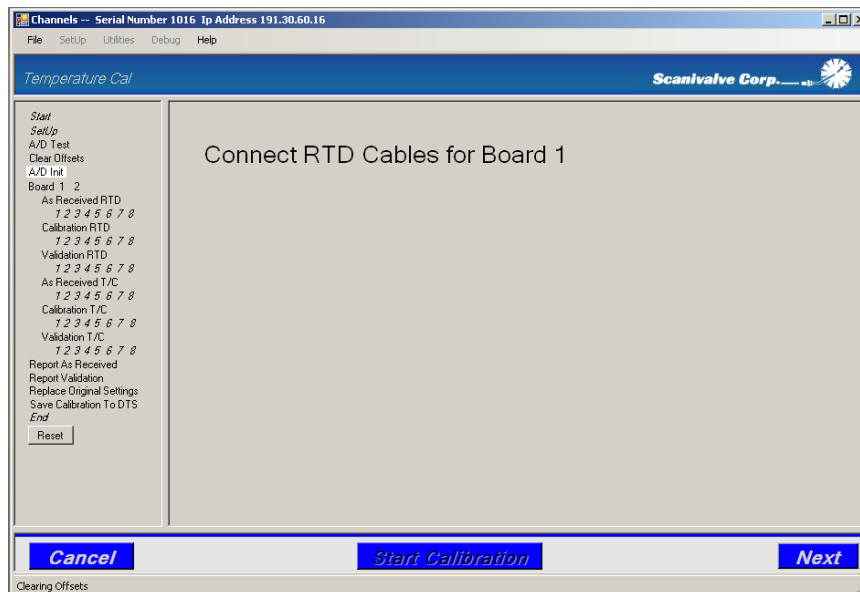 Channels -- Serial Number 1016 Ip Address 191.30.60.16
File SetUp Utilities Debug Help
Temperature Cal
Scanivalve Corp.
Start
SetUp
A/D Test
Clear Offsets
A/D Init
Board 1 2
As Received RTD
1 2 3 4 5 6 7 8
Calibration RTD
1 2 3 4 5 6 7 8
Validation RTD
1 2 3 4 5 6 7 8
As Received T/C
1 2 3 4 5 6 7 8
Calibration T/C
1 2 3 4 5 6 7 8
Validation T/C
1 2 3 4 5 6 7 8
Report As Received
Report Validation
Replace Original Settings
Save Calibration To DTS
End
Reset
Connect RTD Cables for Board 1
Cancel
Start Calibration
Next
Clearing Offsets